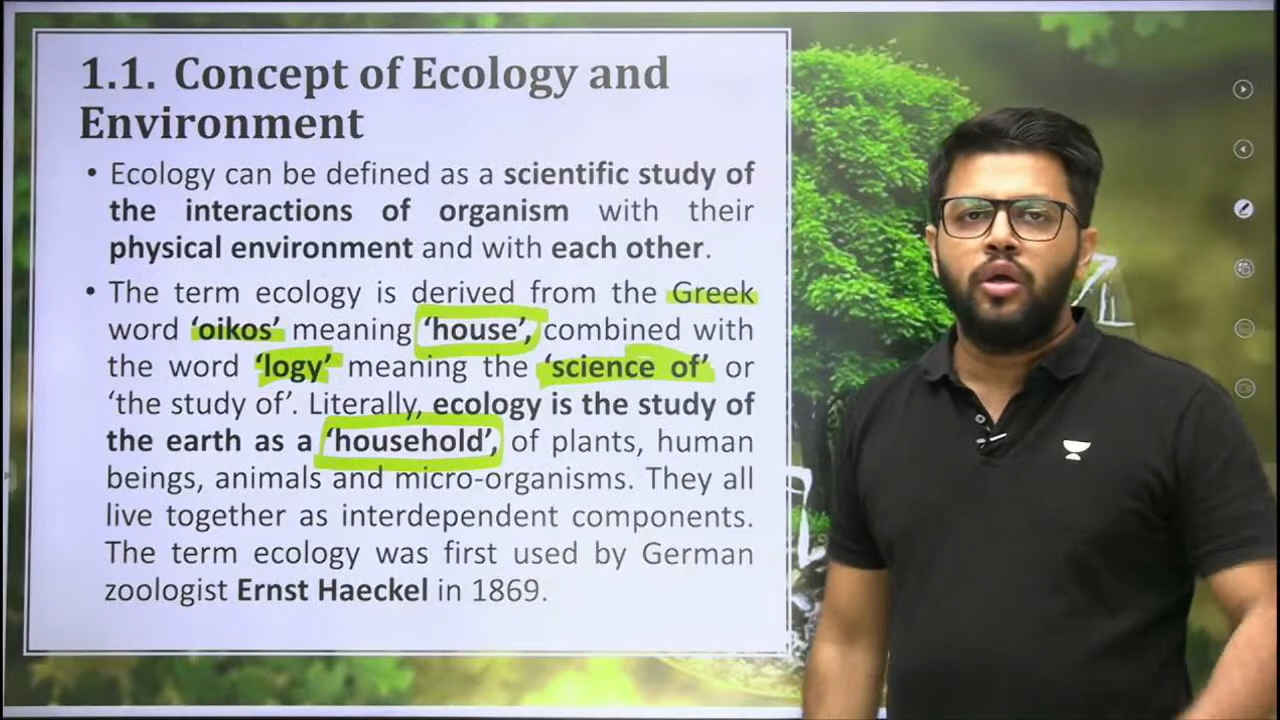 1.1. Concept of Ecology and
Environment
• Ecology can be defined as a scientific study of
the interactions of organism with their
physical environment and with each other.
• The term ecology is derived from the Greek
word ‘oikos’ meaning ‘house’, combined with
the word ‘logy’ meaning the ‘science of’ or
‘the study of’. Literally, ecology is the study of
the earth as a ‘household’, of plants, human
beings, animals and micro-organisms. They all
live together as interdependent components.
The term ecology was first used by German
zoologist Ernst Haeckel in 1869.